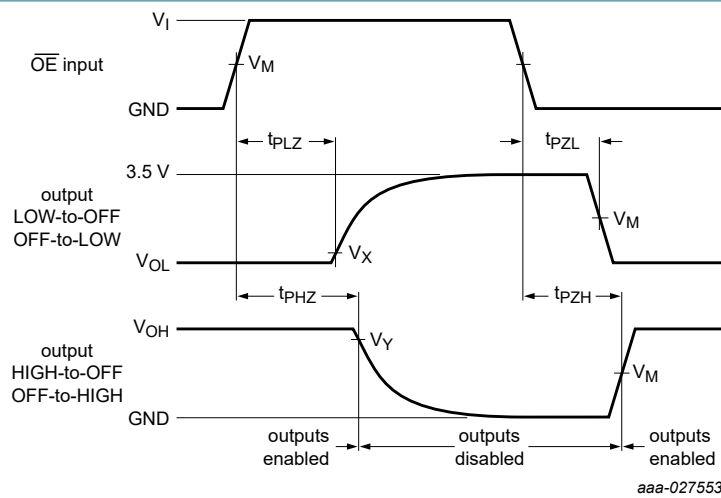 V_I
OE input
V_M
GND
t_PLZ
t_PZL
3.5 V
output
LOW-to-OFF
OFF-to-LOW
V_M
V_X
V_OL
t_PHZ
t_PZH
V_OH
V_Y
output
HIGH-to-OFF
OFF-to-HIGH
V_M
GND
outputs
enabled
outputs
disabled
outputs
enabled
aaa-027553